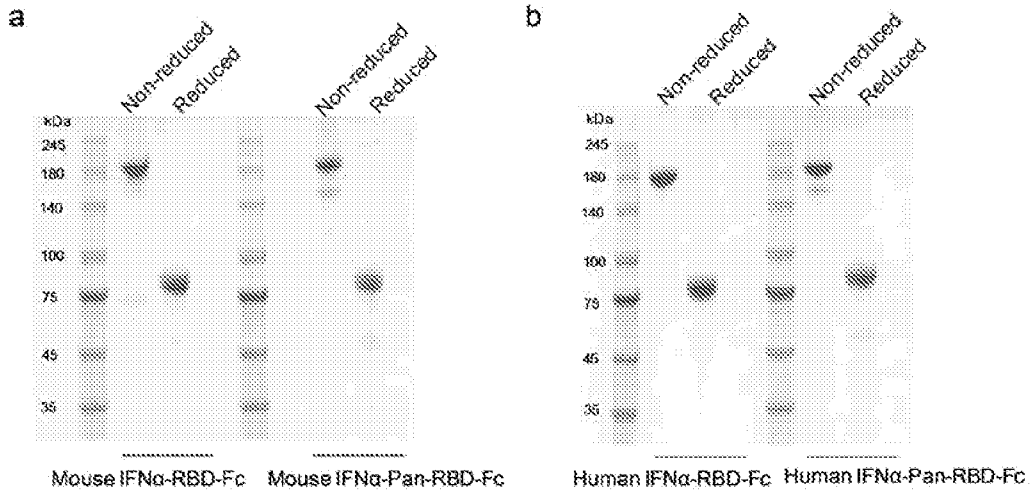 a
Non-reduced
Reduced
Non-reduced
Reduced
kDa
245
180
140
100
75
45
35
Mouse IFNα-RBD-Fc
Mouse IFNα-Pan-RBD-Fc
b
Non-reduced
Reduced
Non-reduced
Reduced
kDa
245
180
140
100
75
45
35
Human IFNα-RBD-Fc
Human IFNα-Pan-RBD-Fc